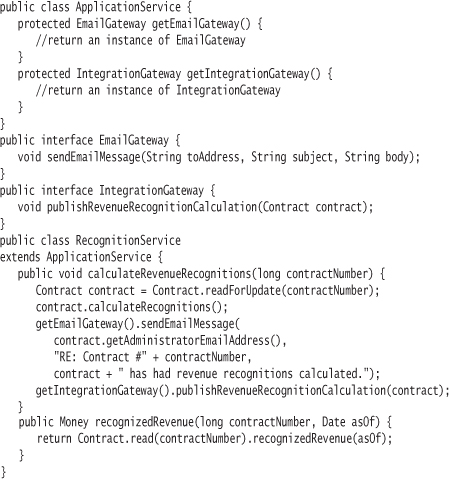 public class ApplicationService {
   protected EmailGateway getEmailGateway() {
      //return an instance of EmailGateway
   }
   protected IntegrationGateway getIntegrationGateway() {
      //return an instance of IntegrationGateway
   }
}
public interface EmailGateway {
   void sendEmailMessage(String toAddress, String subject, String body);
}
public interface IntegrationGateway {
   void publishRevenueRecognitionCalculation(Contract contract);
}
public class RecognitionService
extends ApplicationService {
   public void calculateRevenueRecognitions(long contractNumber) {
      Contract contract = Contract.readForUpdate(contractNumber);
      contract.calculateRecognitions();
      getEmailGateway().sendEmailMessage(
         contract.getAdministratorEmailAddress(),
         "RE: Contract #" + contractNumber,
         contract + " has had revenue recognitions calculated.");
      getIntegrationGateway().publishRevenueRecognitionCalculation(contract);
   }
   public Money recognizedRevenue(long contractNumber, Date asOf) {
      return Contract.read(contractNumber).recognizedRevenue(asOf);
   }
}